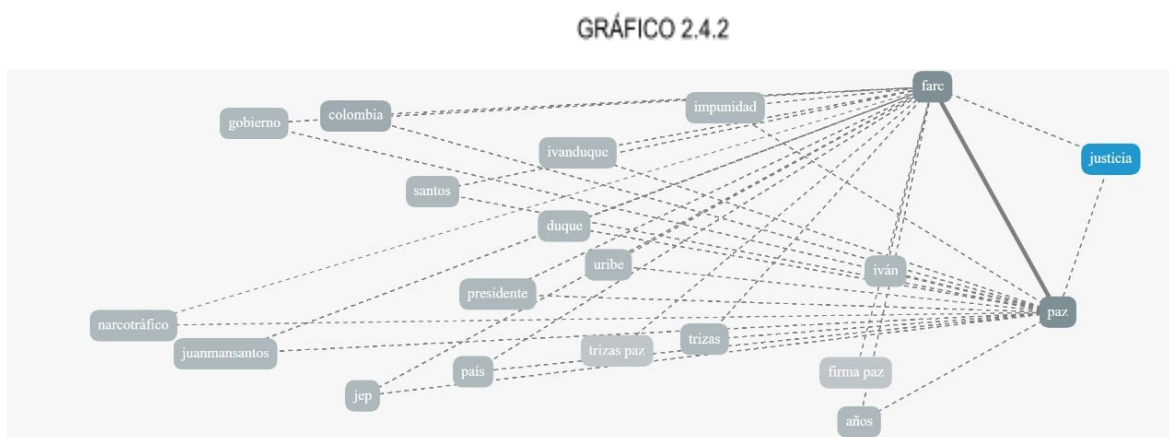 GRÁFICO 2.4.2
farc
impunidad
colombia
gobierno
ivanduque
justicia
santos
duque
uribe
iván
presidente
paz
narcotráfico
trizas
trizas paz
juanmansantos
país
firma paz
jep
años